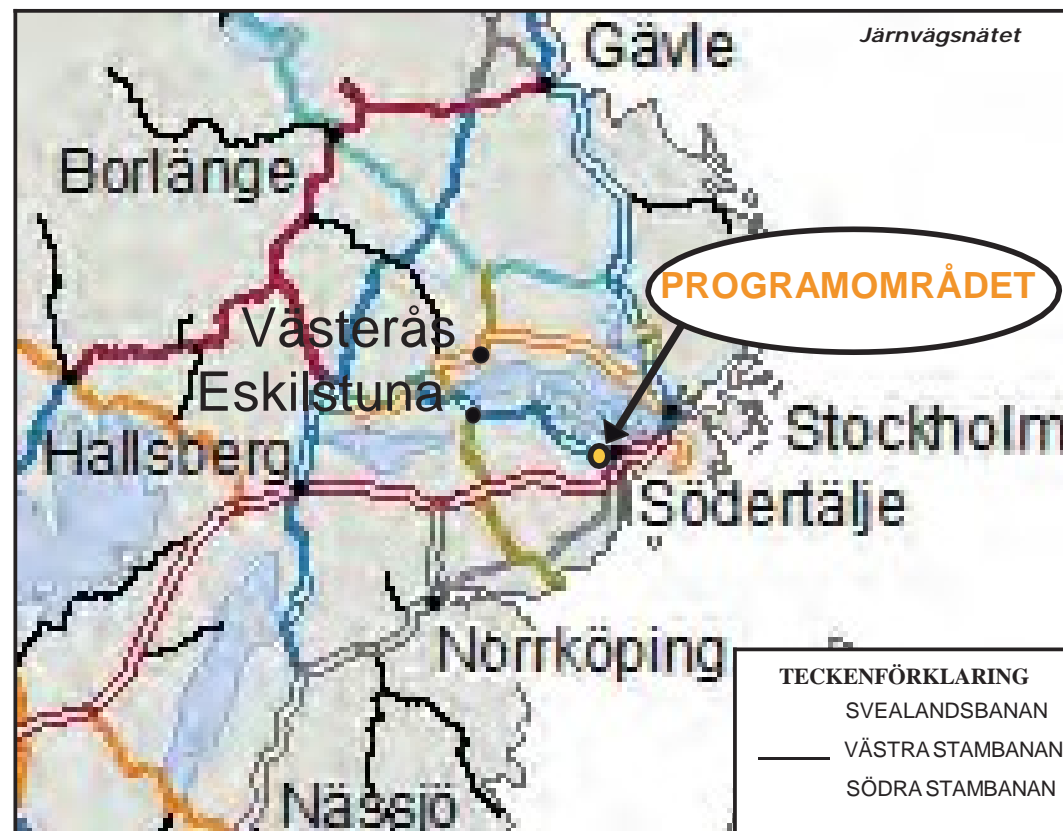 Järnvägsnätet
Gävle
Borlänge
PROGRAMOMRÅDET
Västerås
Eskilstuna
Stockholm
Hallsberg
Södertälje
Norrköping
Nässjö
TECKENFÖRKLARING
SVEALANDSBANAN
VÄSTRA STAMBANAN
SÖDRA STAMBANAN